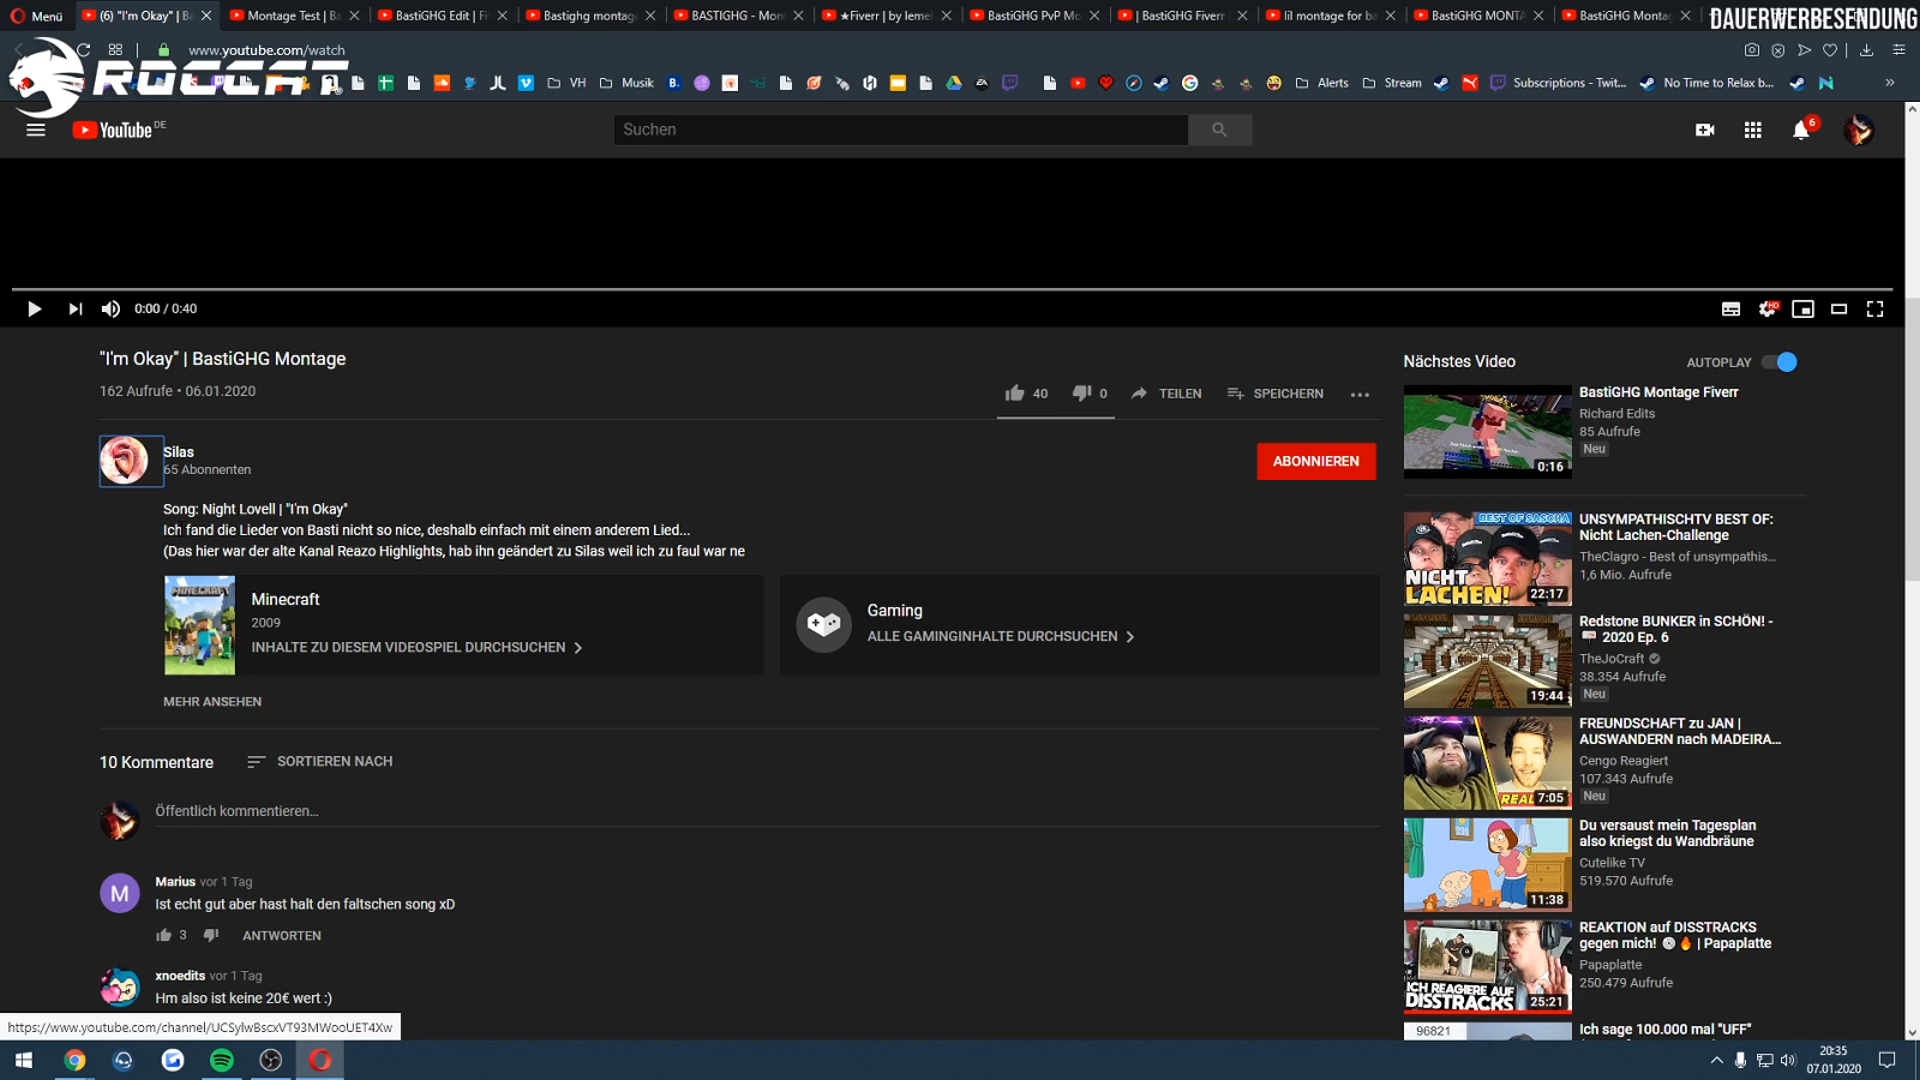 Menü
(6) "I'm Okay" | Ba
Montage Test | Ba
BastiGHG Edit | F
Bastighg montage
BASTIGHG - Mon
★Fiverr | by lemel
BastiGHG PvP Mo
| BastiGHG Fiverr
lil montage for ba
BastiGHG MONTA
BastiGHG Montag
DAUERWERBESENDUNG
www.youtube.com/watch
ROCCAT
VH
Musik
Alerts
Stream
Subscriptions - Twit...
No Time to Relax b...
YouTube DE
Suchen
6
0:00 / 0:40
HD
"I'm Okay" | BastiGHG Montage
162 Aufrufe • 06.01.2020
40
0
TEILEN
SPEICHERN
Silas
65 Abonnenten
ABONNIEREN
Song: Night Lovell | "I'm Okay"
Ich fand die Lieder von Basti nicht so nice, deshalb einfach mit einem anderem Lied...
(Das hier war der alte Kanal Reazo Highlights, hab ihn geändert zu Silas weil ich zu faul war ne
MINECRAFT
Minecraft
2009
INHALTE ZU DIESEM VIDEOSPIEL DURCHSUCHEN
Gaming
ALLE GAMINGINHALTE DURCHSUCHEN
MEHR ANSEHEN
10 Kommentare
SORTIEREN NACH
Öffentlich kommentieren...
M
Marius vor 1 Tag
Ist echt gut aber hast halt den faltschen song xD
3
ANTWORTEN
xnoedits vor 1 Tag
Hm also ist keine 20€ wert :)
https://www.youtube.com/channel/UCSylwBscxVT93MWooUET4Xw
Nächstes Video
AUTOPLAY
BastiGHG Montage Fiverr
Richard Edits
85 Aufrufe
Neu
0:16
BEST OF SASCHA
NICHT
LACHEN!
22:17
UNSYMPATHISCHTV BEST OF:
Nicht Lachen-Challenge
TheClagro - Best of unsympathis...
1,6 Mio. Aufrufe
19:44
Redstone BUNKER in SCHÖN! -
2020 Ep. 6
TheJoCraft
38.354 Aufrufe
Neu
REAL
7:05
FREUNDSCHAFT zu JAN |
AUSWANDERN nach MADEIRA...
Cengo Reagiert
107.343 Aufrufe
Neu
11:38
Du versaust mein Tagesplan
also kriegst du Wandbräune
Cutelike TV
519.570 Aufrufe
ICH REAGIERE AUF
DISSTRACKS
25:21
REAKTION auf DISSTRACKS
gegen mich! | Papaplatte
Papaplatte
250.479 Aufrufe
96821
Ich sage 100.000 mal "UFF"
20:35
07.01.2020